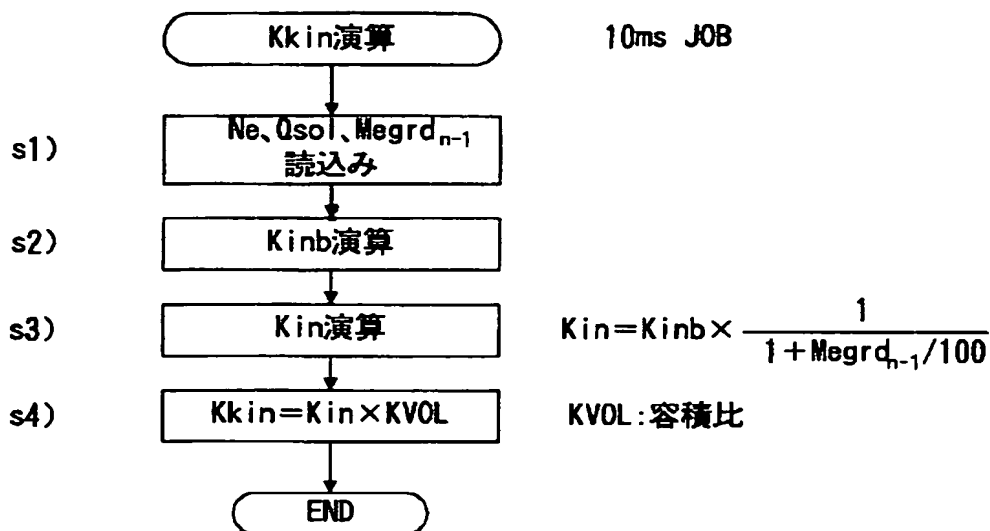 Kkin演算 10ms JOB
s1) Ne、Qsol、Megrdn-1
読込み
s2) Kinb演算
s3) Kin演算 Kin=Kinb× 1
1+Megrdn-1/100
s4) Kkin=Kin×KVOL KVOL:容積比
END